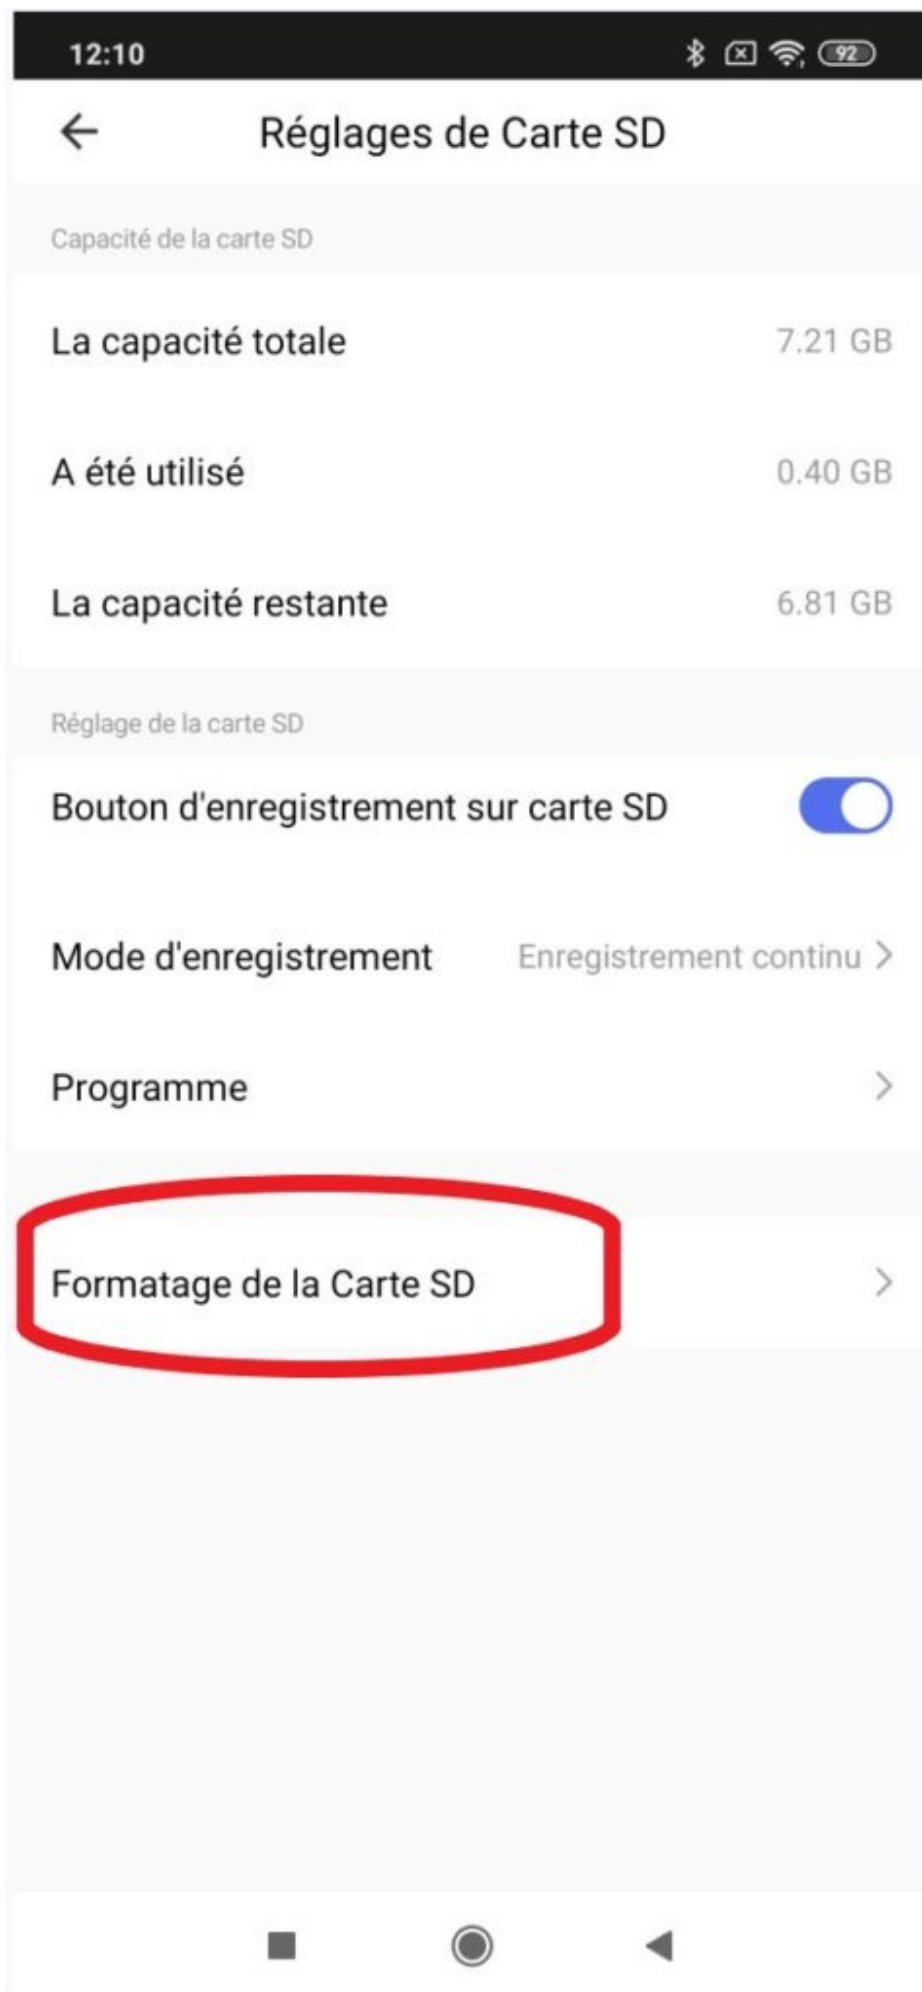 12:10
92
Réglages de Carte SD
Capacité de la carte SD
La capacité totale 7.21 GB
A été utilisé 0.40 GB
La capacité restante 6.81 GB
Réglage de la carte SD
Bouton d'enregistrement sur carte SD
Mode d'enregistrement Enregistrement continu
Programme
Formatage de la Carte SD